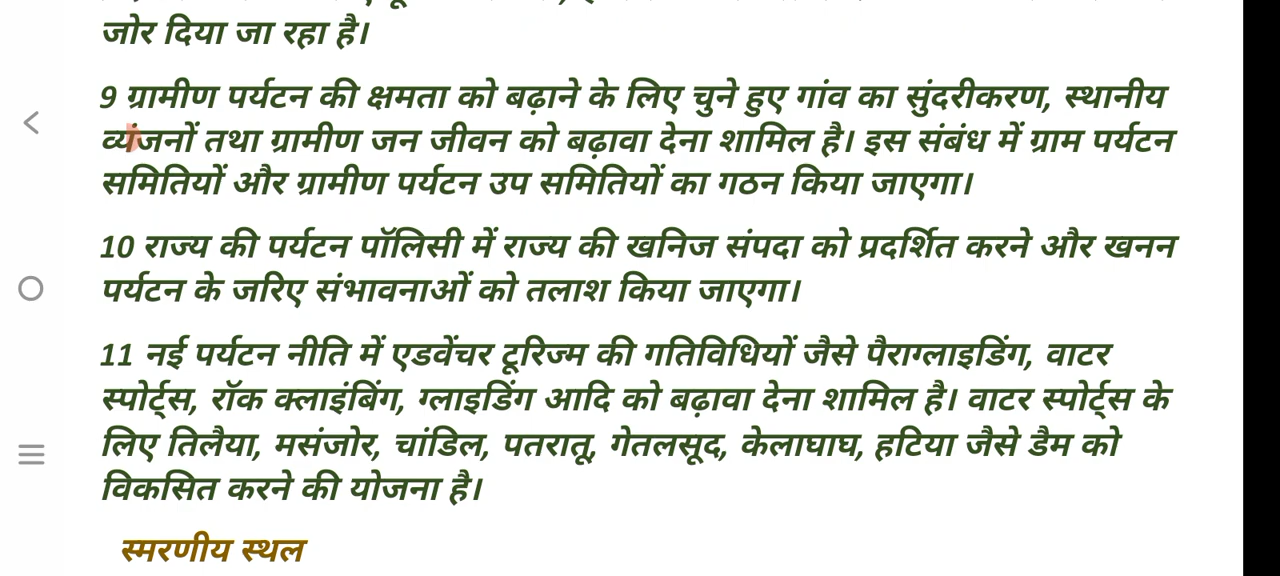 जोर दिया जा रहा है।
9 ग्रामीण पर्यटन की क्षमता को बढ़ाने के लिए चुने हुए गांव का सुंदरीकरण, स्थानीय
व्यंजनों तथा ग्रामीण जन जीवन को बढ़ावा देना शामिल है। इस संबंध में ग्राम पर्यटन
समितियों और ग्रामीण पर्यटन उप समितियों का गठन किया जाएगा।
10 राज्य की पर्यटन पॉलिसी में राज्य की खनिज संपदा को प्रदर्शित करने और खनन
पर्यटन के जरिए संभावनाओं को तलाश किया जाएगा।
11 नई पर्यटन नीति में एडवेंचर टूरिज्म की गतिविधियों जैसे पैराग्लाइडिंग, वाटर
स्पोर्ट्स, रॉक क्लाइंबिंग, ग्लाइडिंग आदि को बढ़ावा देना शामिल है। वाटर स्पोर्ट्स के
लिए तिलैया, मसंजोर, चांडिल, पतरातू, गेतलसूद, केलाघाघ, हटिया जैसे डैम को
विकसित करने की योजना है।
स्मरणीय स्थल